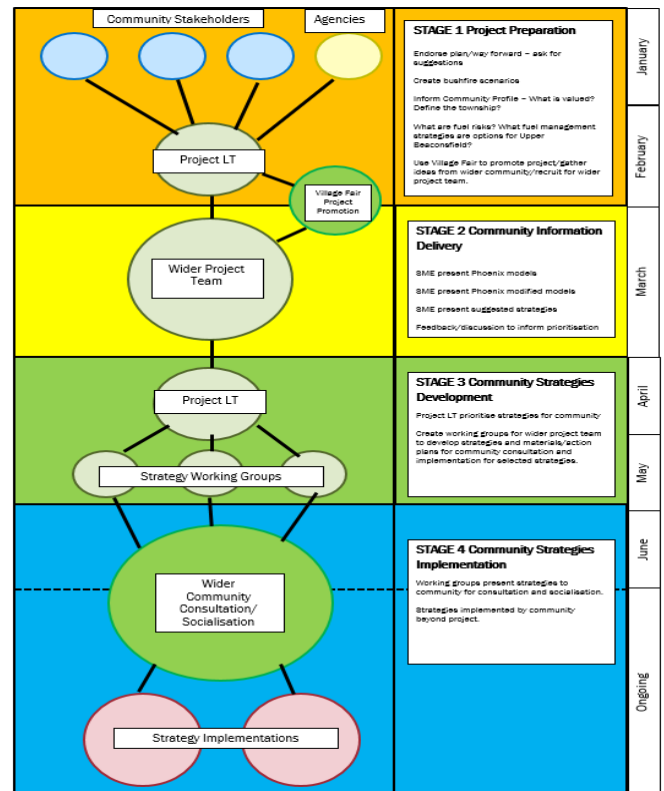 Community Stakeholders
Agencies
Project LT
Village Fair
Project
Promotion
STAGE 1 Project Preparation
Endorse plan/way forward – ask for
suggestions
Create bushfire scenarios
Inform Community Profile – What is valued?
Define the township?
What are fuel risks? What fuel management
strategies are options for Upper
Beaconsfield?
Use Village Fair to promote project/gather
ideas from wider community/recruit for wider
project team.
January
February
Wider Project
Team
STAGE 2 Community Information
Delivery
SME present Phoenix models
SME present Phoenix modified models
SME present suggested strategies
Feedback/discussion to inform prioritisation
March
Project LT
Strategy Working Groups
STAGE 3 Community Strategies
Development
Project LT prioritise strategies for community
Create working groups for wider project team
to develop strategies and materials/action
plans for community consultation and
implementation for selected strategies.
April
May
Wider
Community
Consultation/
Socialisation
Strategy Implementations
STAGE 4 Community Strategies
Implementation
Working groups present strategies to
community for consultation and socialisation.
Strategies implemented by community
beyond project.
June
Ongoing